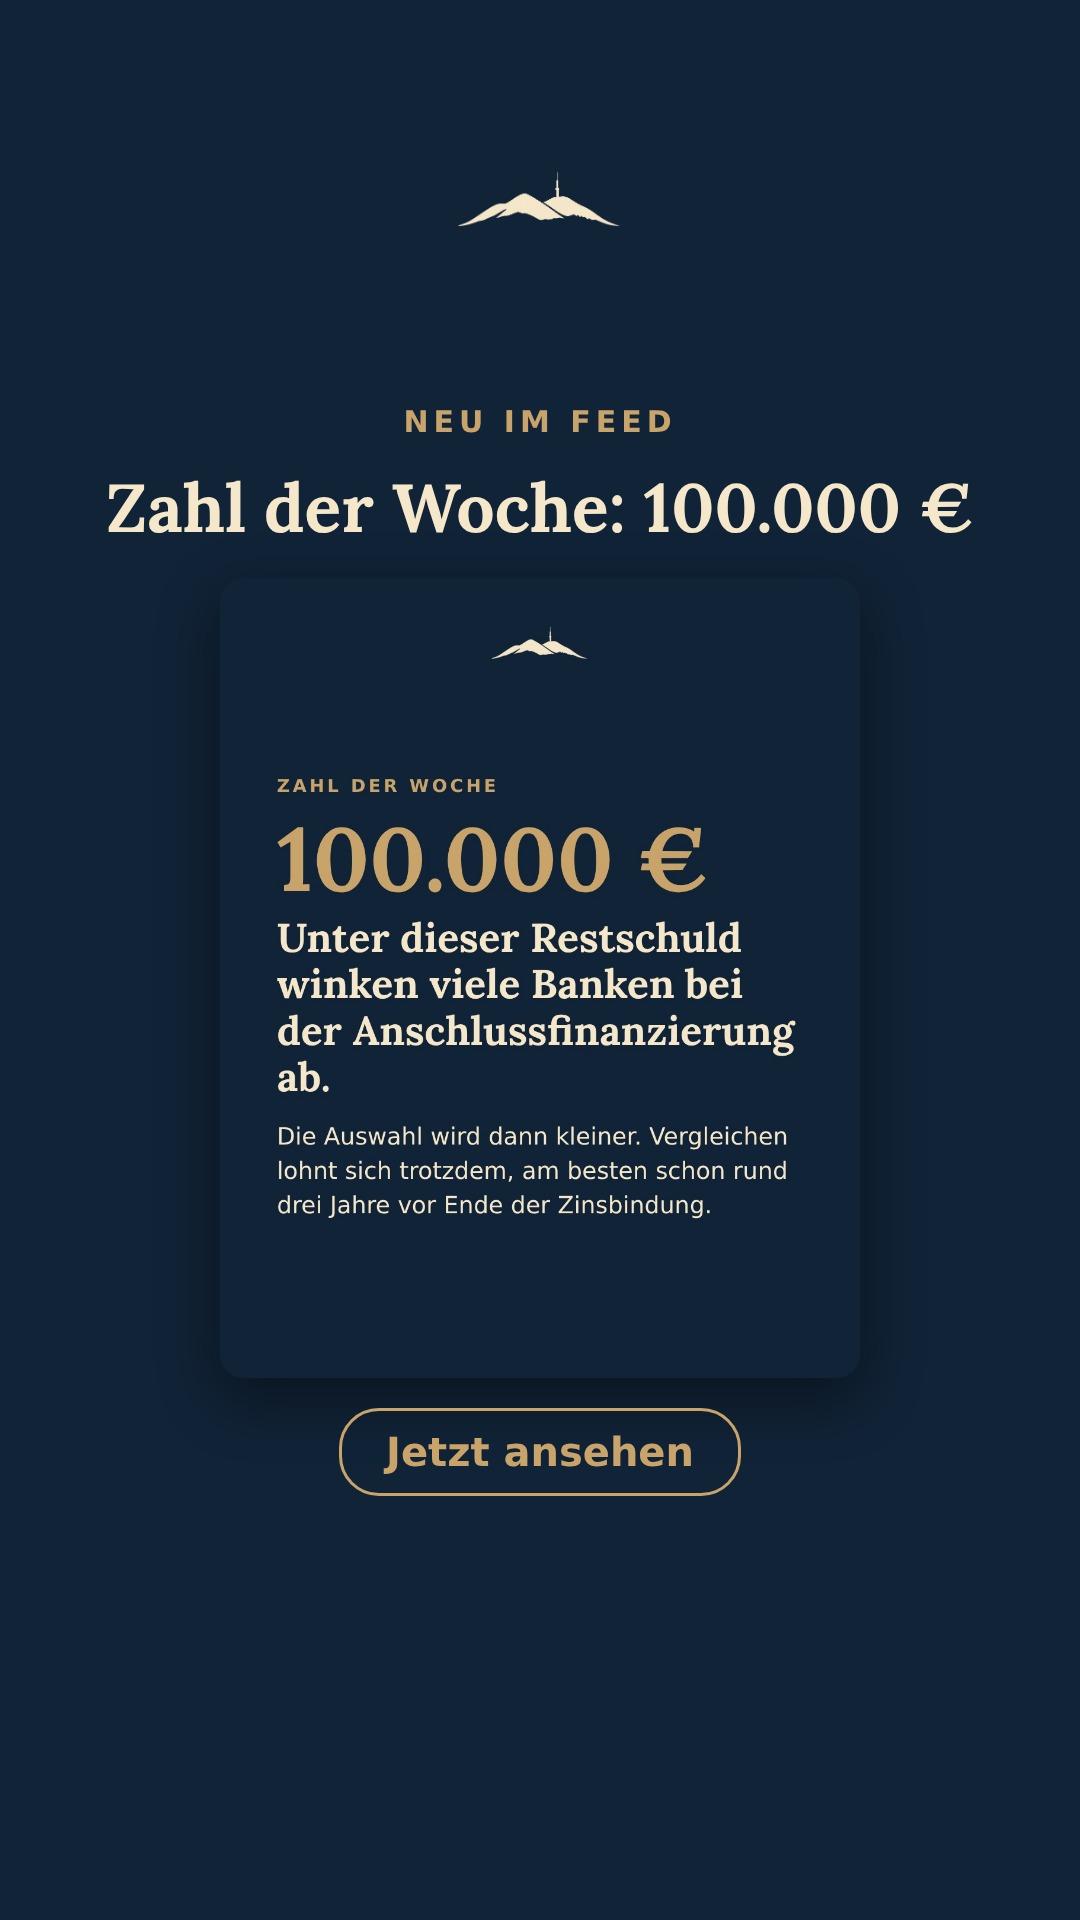 NEU IM FEED
Zahl der Woche: 100.000 €
ZAHL DER WOCHE
100.000 €
Unter dieser Restschuld
winken viele Banken bei
der Anschlussfinanzierung
ab.
Die Auswahl wird dann kleiner. Vergleichen
lohnt sich trotzdem, am besten schon rund
drei Jahre vor Ende der Zinsbindung.
Jetzt ansehen